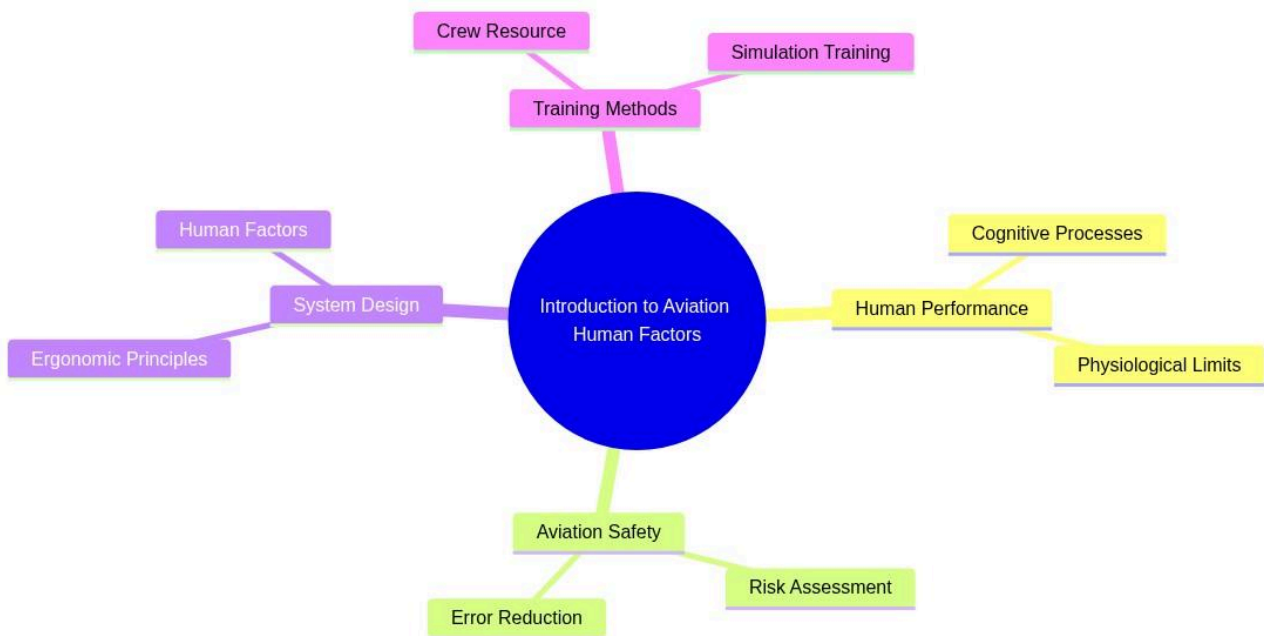 Crew Resource
Simulation Training
Training Methods
Human Factors
System Design
Ergonomic Principles
Introduction to Aviation
Human Factors
Cognitive Processes
Human Performance
Physiological Limits
Aviation Safety
Risk Assessment
Error Reduction